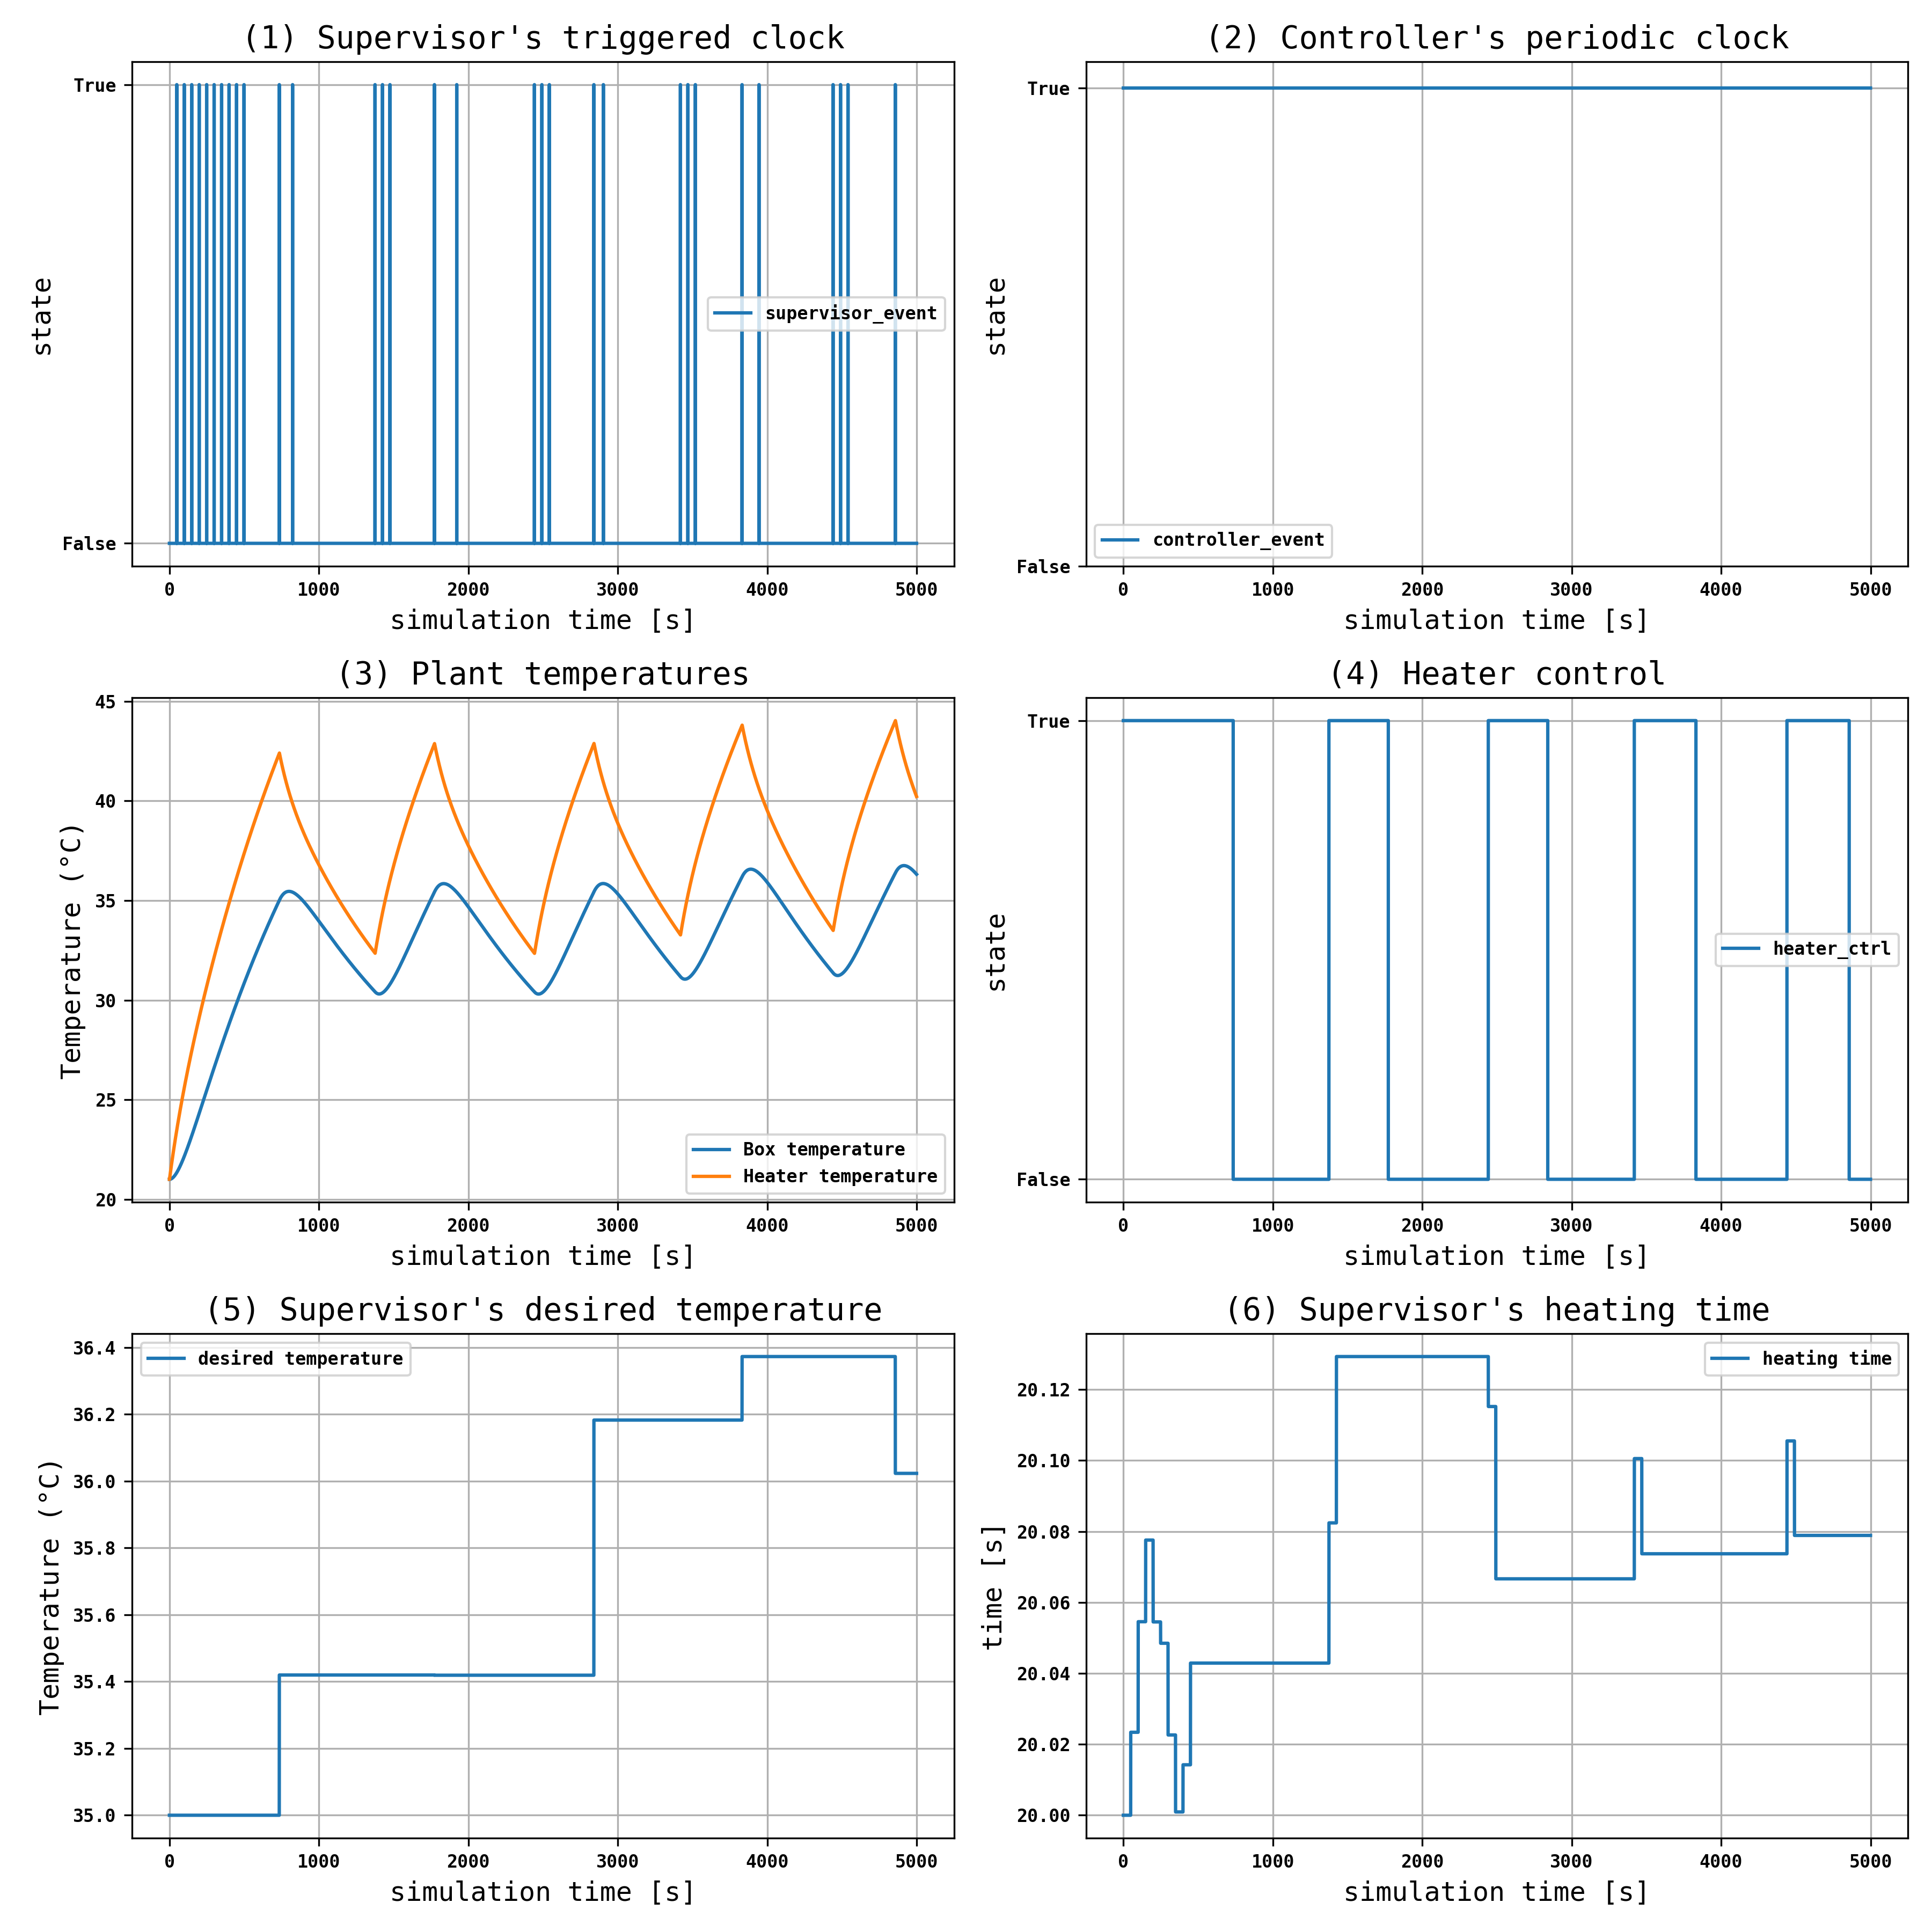 (1) Supervisor's triggered clock
True
state
supervisor_event
False
0 1000 2000 3000 4000 5000
simulation time [s]
(2) Controller's periodic clock
True
state
controller_event
False
0 1000 2000 3000 4000 5000
simulation time [s]
(3) Plant temperatures
45
40
35
30
25
20
Temperature (°C)
Box temperature
Heater temperature
0 1000 2000 3000 4000 5000
simulation time [s]
(4) Heater control
True
state
heater_ctrl
False
0 1000 2000 3000 4000 5000
simulation time [s]
(5) Supervisor's desired temperature
desired temperature
36.4
36.2
36.0
35.8
35.6
35.4
35.2
35.0
Temperature (°C)
0 1000 2000 3000 4000 5000
simulation time [s]
(6) Supervisor's heating time
heating time
20.12
20.10
20.08
20.06
20.04
20.02
20.00
time [s]
0 1000 2000 3000 4000 5000
simulation time [s]